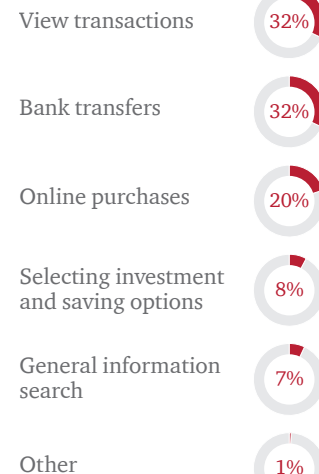 View transactions
32%
Bank transfers
32%
Online purchases
20%
Selecting investment
and saving options
8%
General information
search
7%
Other
1%